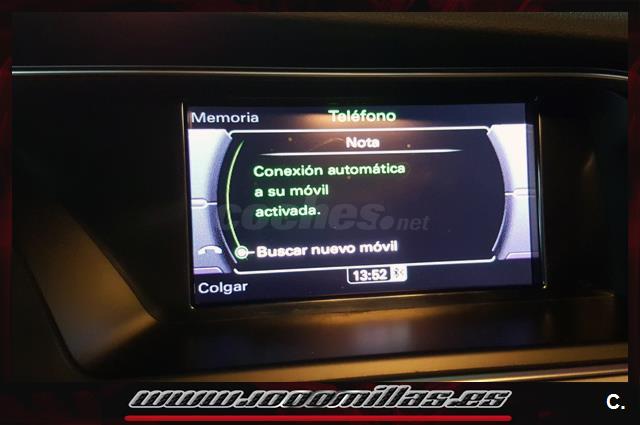 Memoria
Teléfono
Nota
Conexión automática
a su móvil
activada.
coches.net
Buscar nuevo móvil
13:52
Colgar
www.1000millas.es
C.